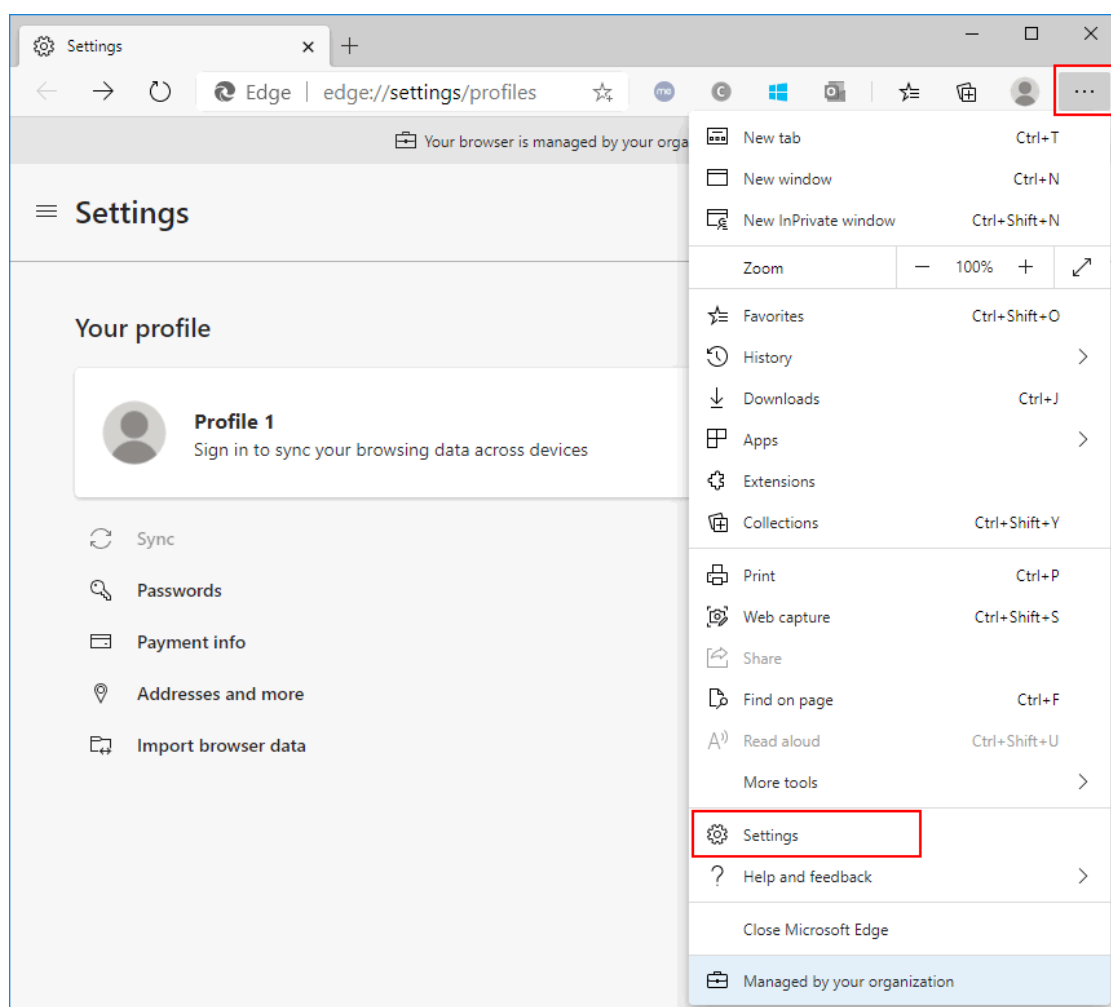 Settings
Edge | edge://settings/profiles
Your browser is managed by your orga
Settings
Your profile
Profile 1
Sign in to sync your browsing data across devices
Sync
Passwords
Payment info
Addresses and more
Import browser data
New tab Ctrl+T
New window Ctrl+N
New InPrivate window Ctrl+Shift+N
Zoom — 100% +
Favorites Ctrl+Shift+O
History
Downloads Ctrl+J
Apps
Extensions
Collections Ctrl+Shift+Y
Print Ctrl+P
Web capture Ctrl+Shift+S
Share
Find on page Ctrl+F
Read aloud Ctrl+Shift+U
More tools
Settings
Help and feedback
Close Microsoft Edge
Managed by your organization